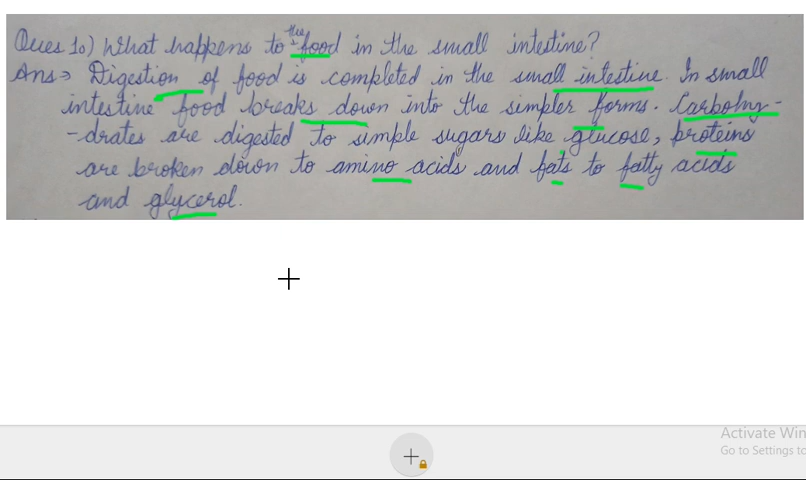 Ques 10) What happens to the food in the small intestine?
Ans → Digestion of food is completed in the small intestine. In small
intestine food breaks down into the simpler forms. Carbohy-
-drates are digested to simple sugars like glucose, proteins
are broken down to amino acids and fats to fatty acids
and glycerol.
Activate Win
Go to Settings to